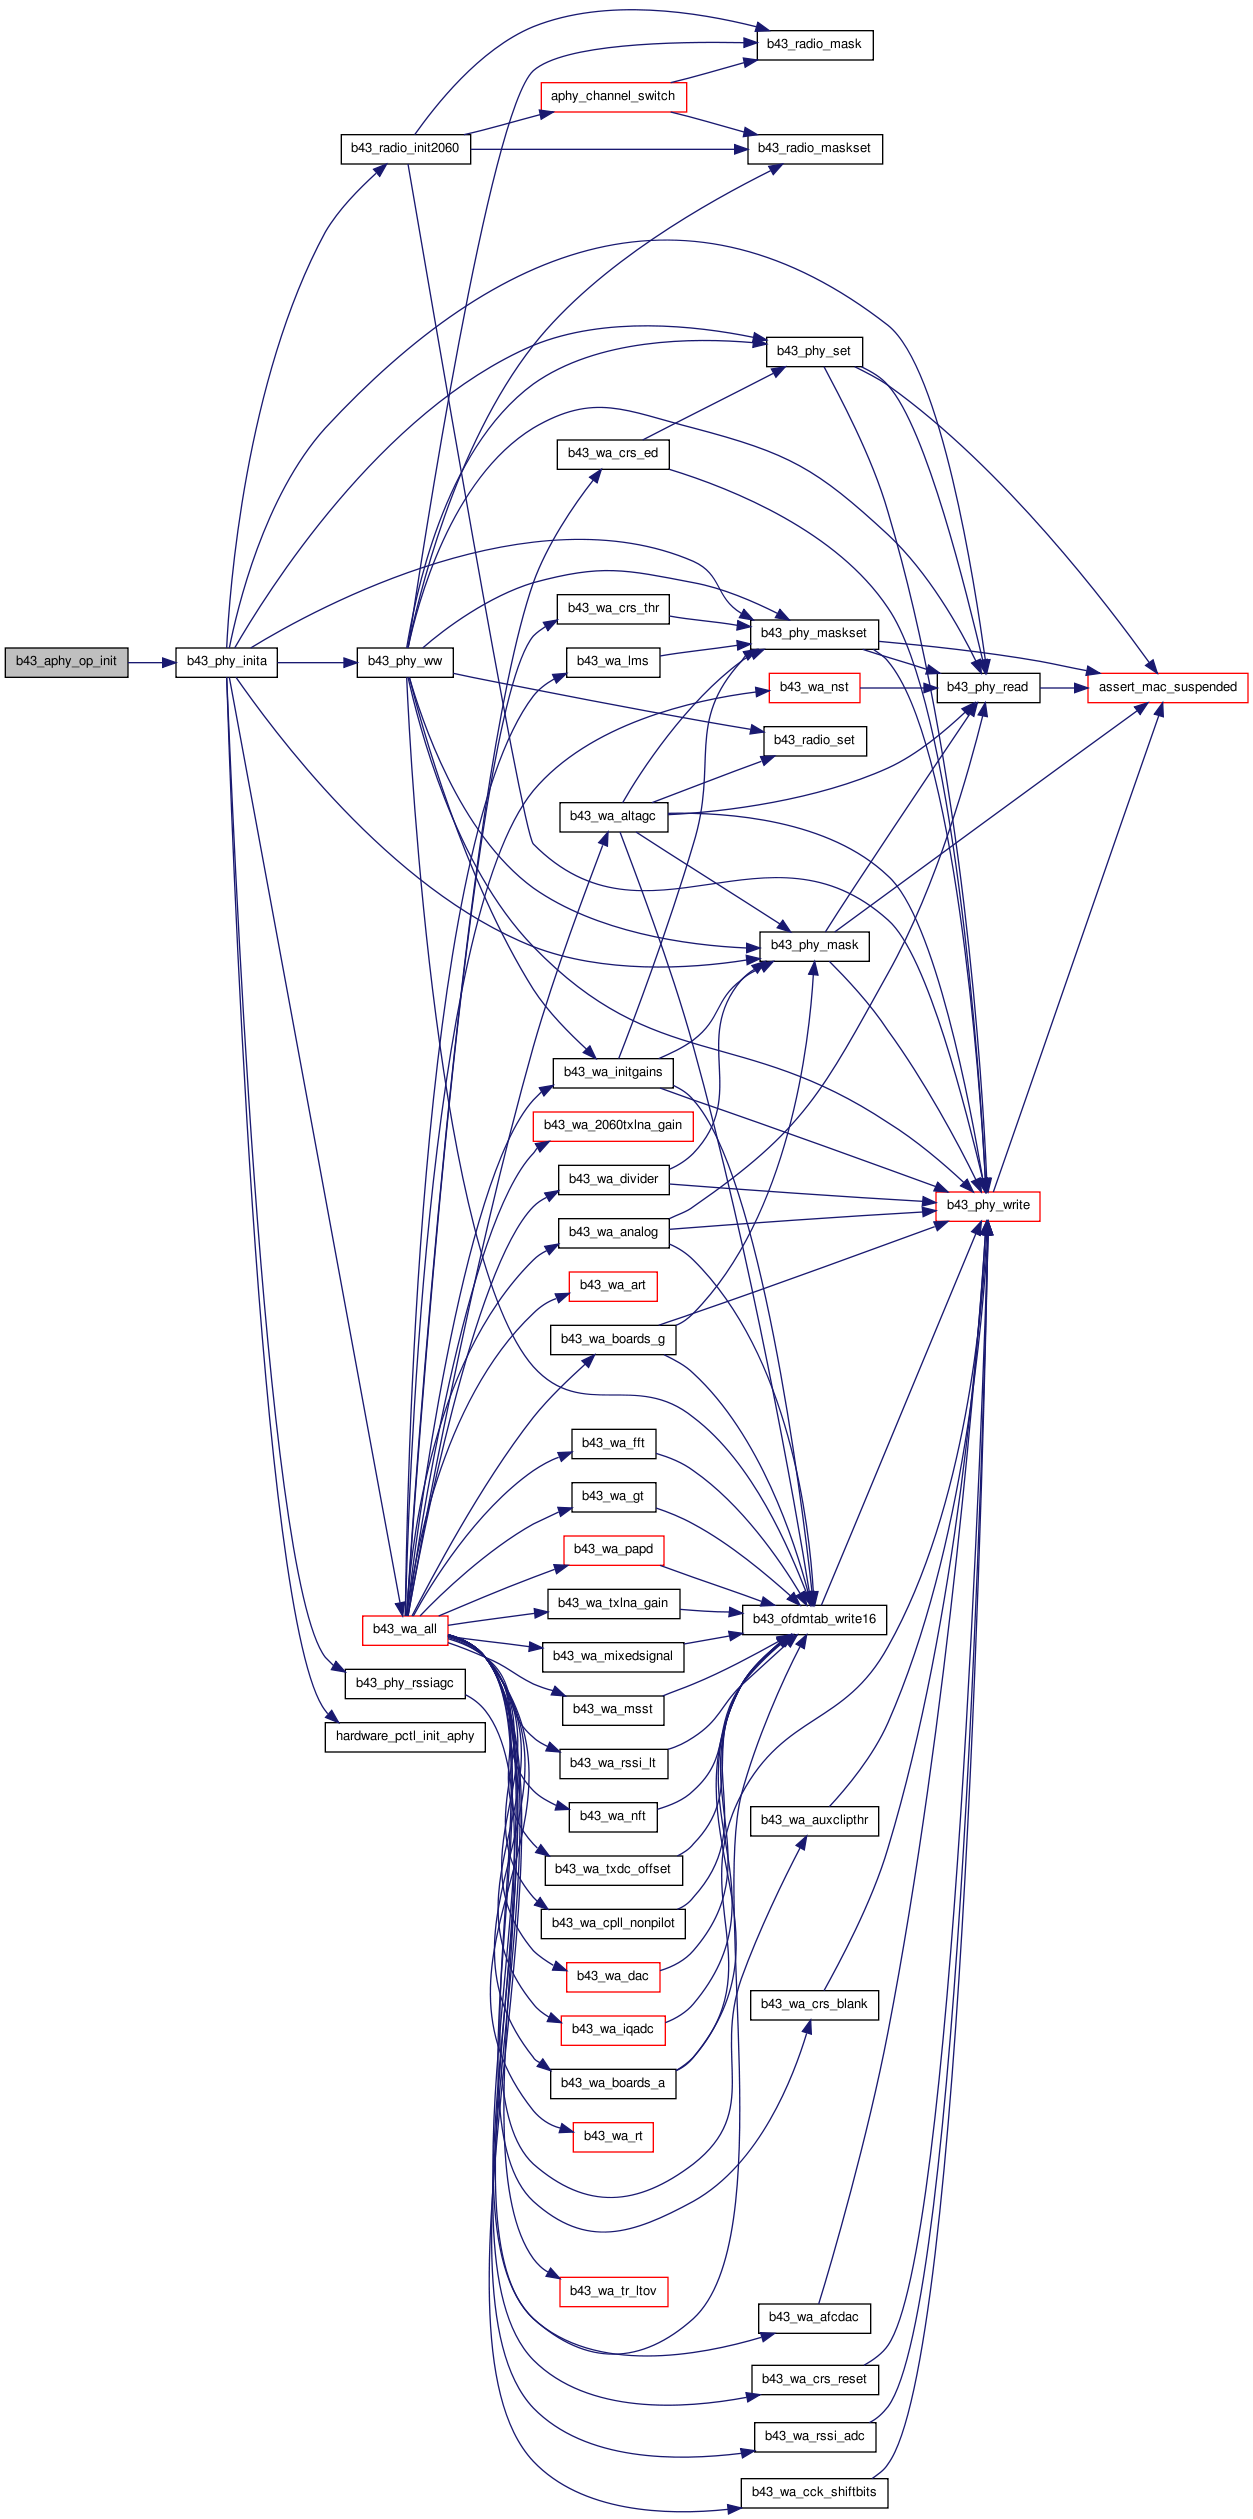 b43_radio_mask
aphy_channel_switch
b43_radio_init2060
b43_radio_maskset
b43_phy_set
b43_wa_crs_ed
b43_wa_crs_thr
b43_phy_maskset
b43_aphy_op_init
b43_phy_inita
b43_phy_ww
b43_wa_lms
b43_wa_nst
b43_phy_read
assert_mac_suspended
b43_radio_set
b43_wa_altagc
b43_phy_mask
b43_wa_initgains
b43_wa_2060txlna_gain
b43_wa_divider
b43_phy_write
b43_wa_analog
b43_wa_art
b43_wa_boards_g
b43_wa_fft
b43_wa_gt
b43_wa_papd
b43_wa_txlna_gain
b43_ofdmtab_write16
b43_wa_all
b43_wa_mixedsignal
b43_phy_rssiagc
b43_wa_msst
hardware_pctl_init_aphy
b43_wa_rssi_lt
b43_wa_nft
b43_wa_auxclipthr
b43_wa_txdc_offset
b43_wa_cpll_nonpilot
b43_wa_dac
b43_wa_crs_blank
b43_wa_iqadc
b43_wa_boards_a
b43_wa_rt
b43_wa_tr_ltov
b43_wa_afcdac
b43_wa_crs_reset
b43_wa_rssi_adc
b43_wa_cck_shiftbits